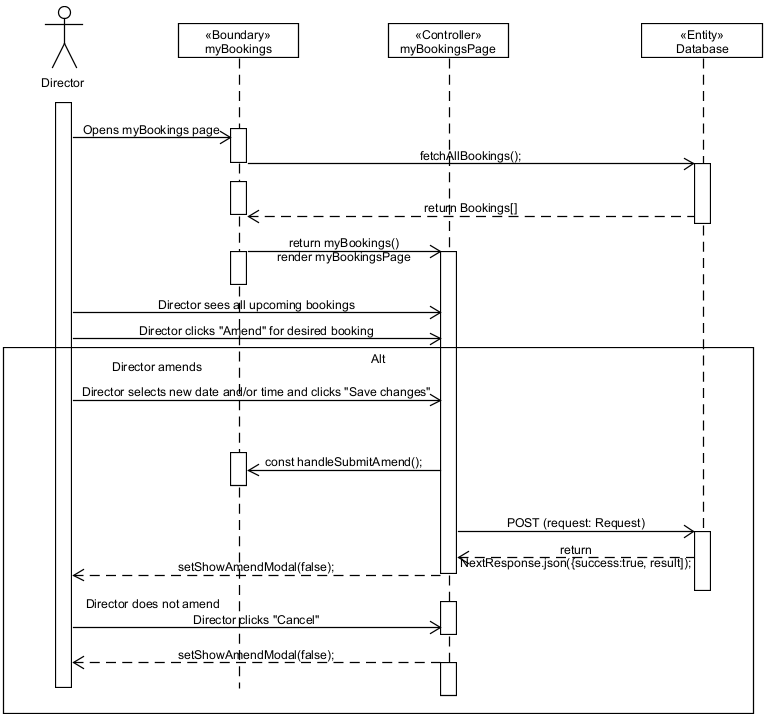 Director
«Boundary»
myBookings
«Controller»
myBookingsPage
«Entity»
Database
Opens myBookings page
fetchAllBookings();
return Bookings[]
return myBookings()
render myBookingsPage
Director sees all upcoming bookings
Director clicks "Amend" for desired booking
Alt
Director amends
Director selects new date and/or time and clicks "Save changes"
const handleSubmitAmend();
POST (request: Request)
return
NextResponse.json({success:true, result]);
setShowAmendModal(false);
Director does not amend
Director clicks "Cancel"
setShowAmendModal(false);